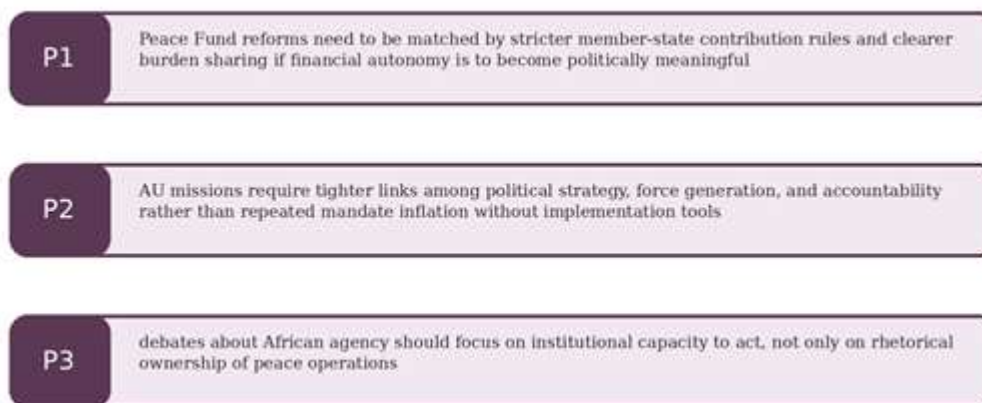 P1
Peace Fund reforms need to be matched by stricter member-state contribution rules and clearer
burden sharing if financial autonomy is to become politically meaningful
P2
AU missions require tighter links among political strategy, force generation, and accountability
rather than repeated mandate inflation without implementation tools
P3
debates about African agency should focus on institutional capacity to act, not only on rhetorical
ownership of peace operations